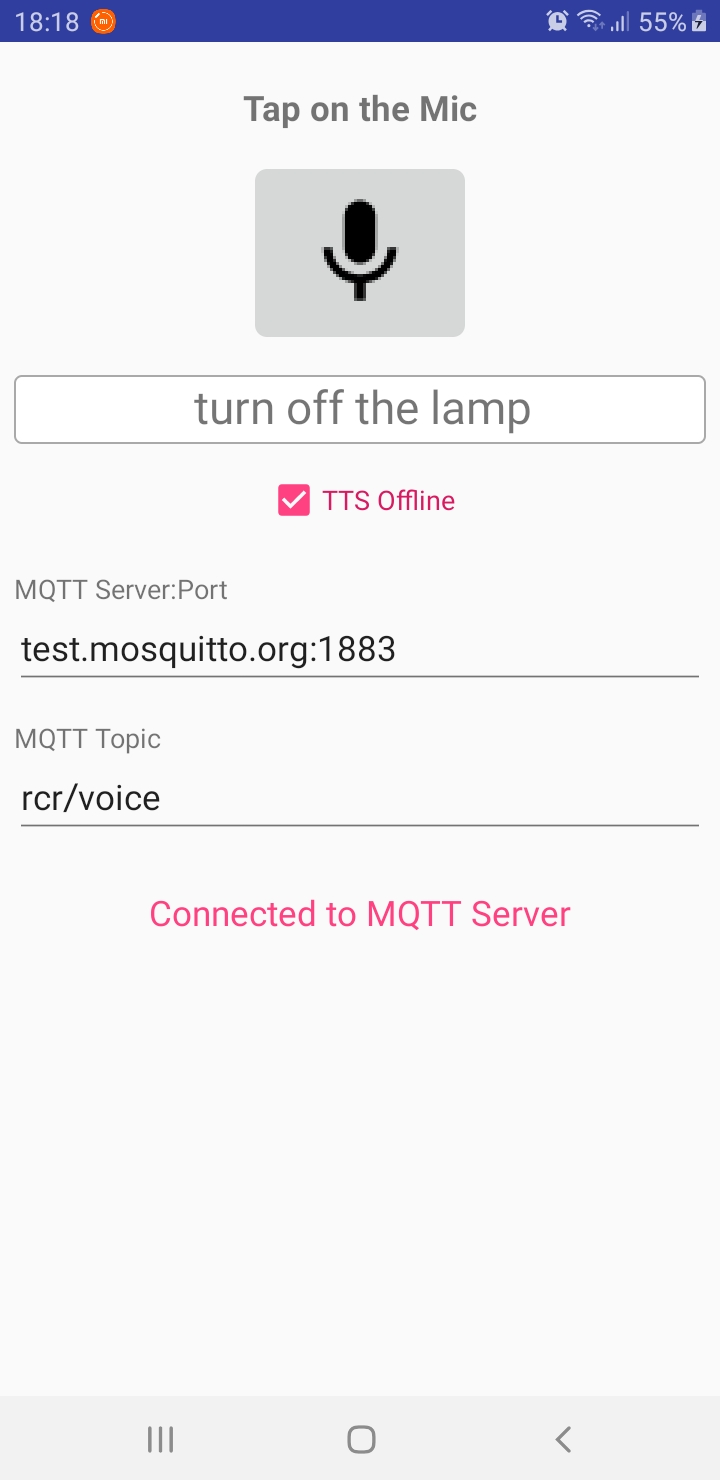 18:18
55%
Tap on the Mic
turn off the lamp
TTS Offline
MQTT Server:Port
test.mosquitto.org:1883
MQTT Topic
rcr/voice
Connected to MQTT Server